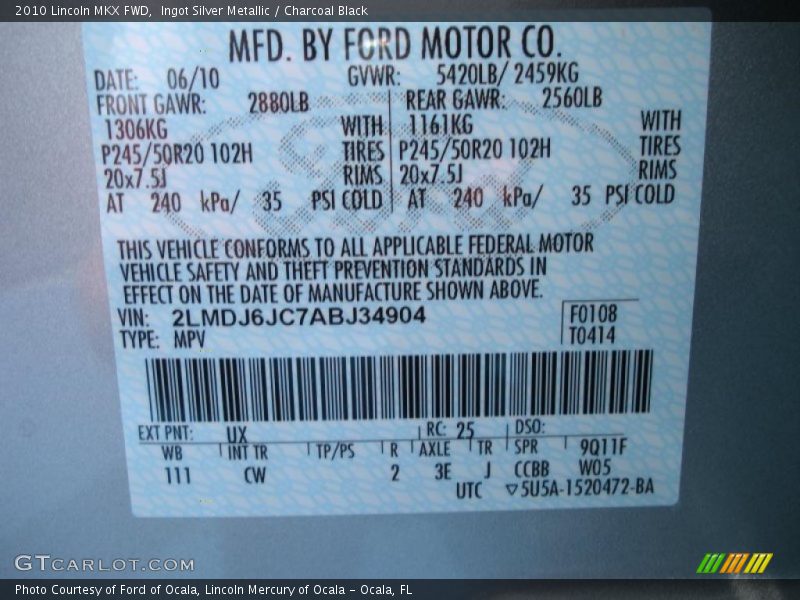 2010 Lincoln MKX FWD,  Ingot Silver Metallic / Charcoal Black
MFD. BY FORD MOTOR CO.
DATE: 06/10 GVWR: 5420LB/ 2459KG
FRONT GAWR: 2880LB REAR GAWR: 2560LB
1306KG WITH 1161KG WITH
P245/50R20 102H TIRES P245/50R20 102H TIRES
20x7.5J RIMS 20x7.5J RIMS
AT 240 kPa/ 35 PSI COLD AT 240 kPa/ 35 PSI COLD
THIS VEHICLE CONFORMS TO ALL APPLICABLE FEDERAL MOTOR
VEHICLE SAFETY AND THEFT PREVENTION STANDARDS IN
EFFECT ON THE DATE OF MANUFACTURE SHOWN ABOVE.
VIN: 2LMDJ6JC7ABJ34904 F0108
TYPE: MPV T0414
EXT PNT: UX RC: 25 DSO:
WB INT TR TP/PS R AXLE TR SPR 9Q11F
111 CW 2 3E J CCBB W05
UTC ▽5U5A-1520472-BA
GTCARLOT.COM
Photo Courtesy of Ford of Ocala, Lincoln Mercury of Ocala – Ocala, FL